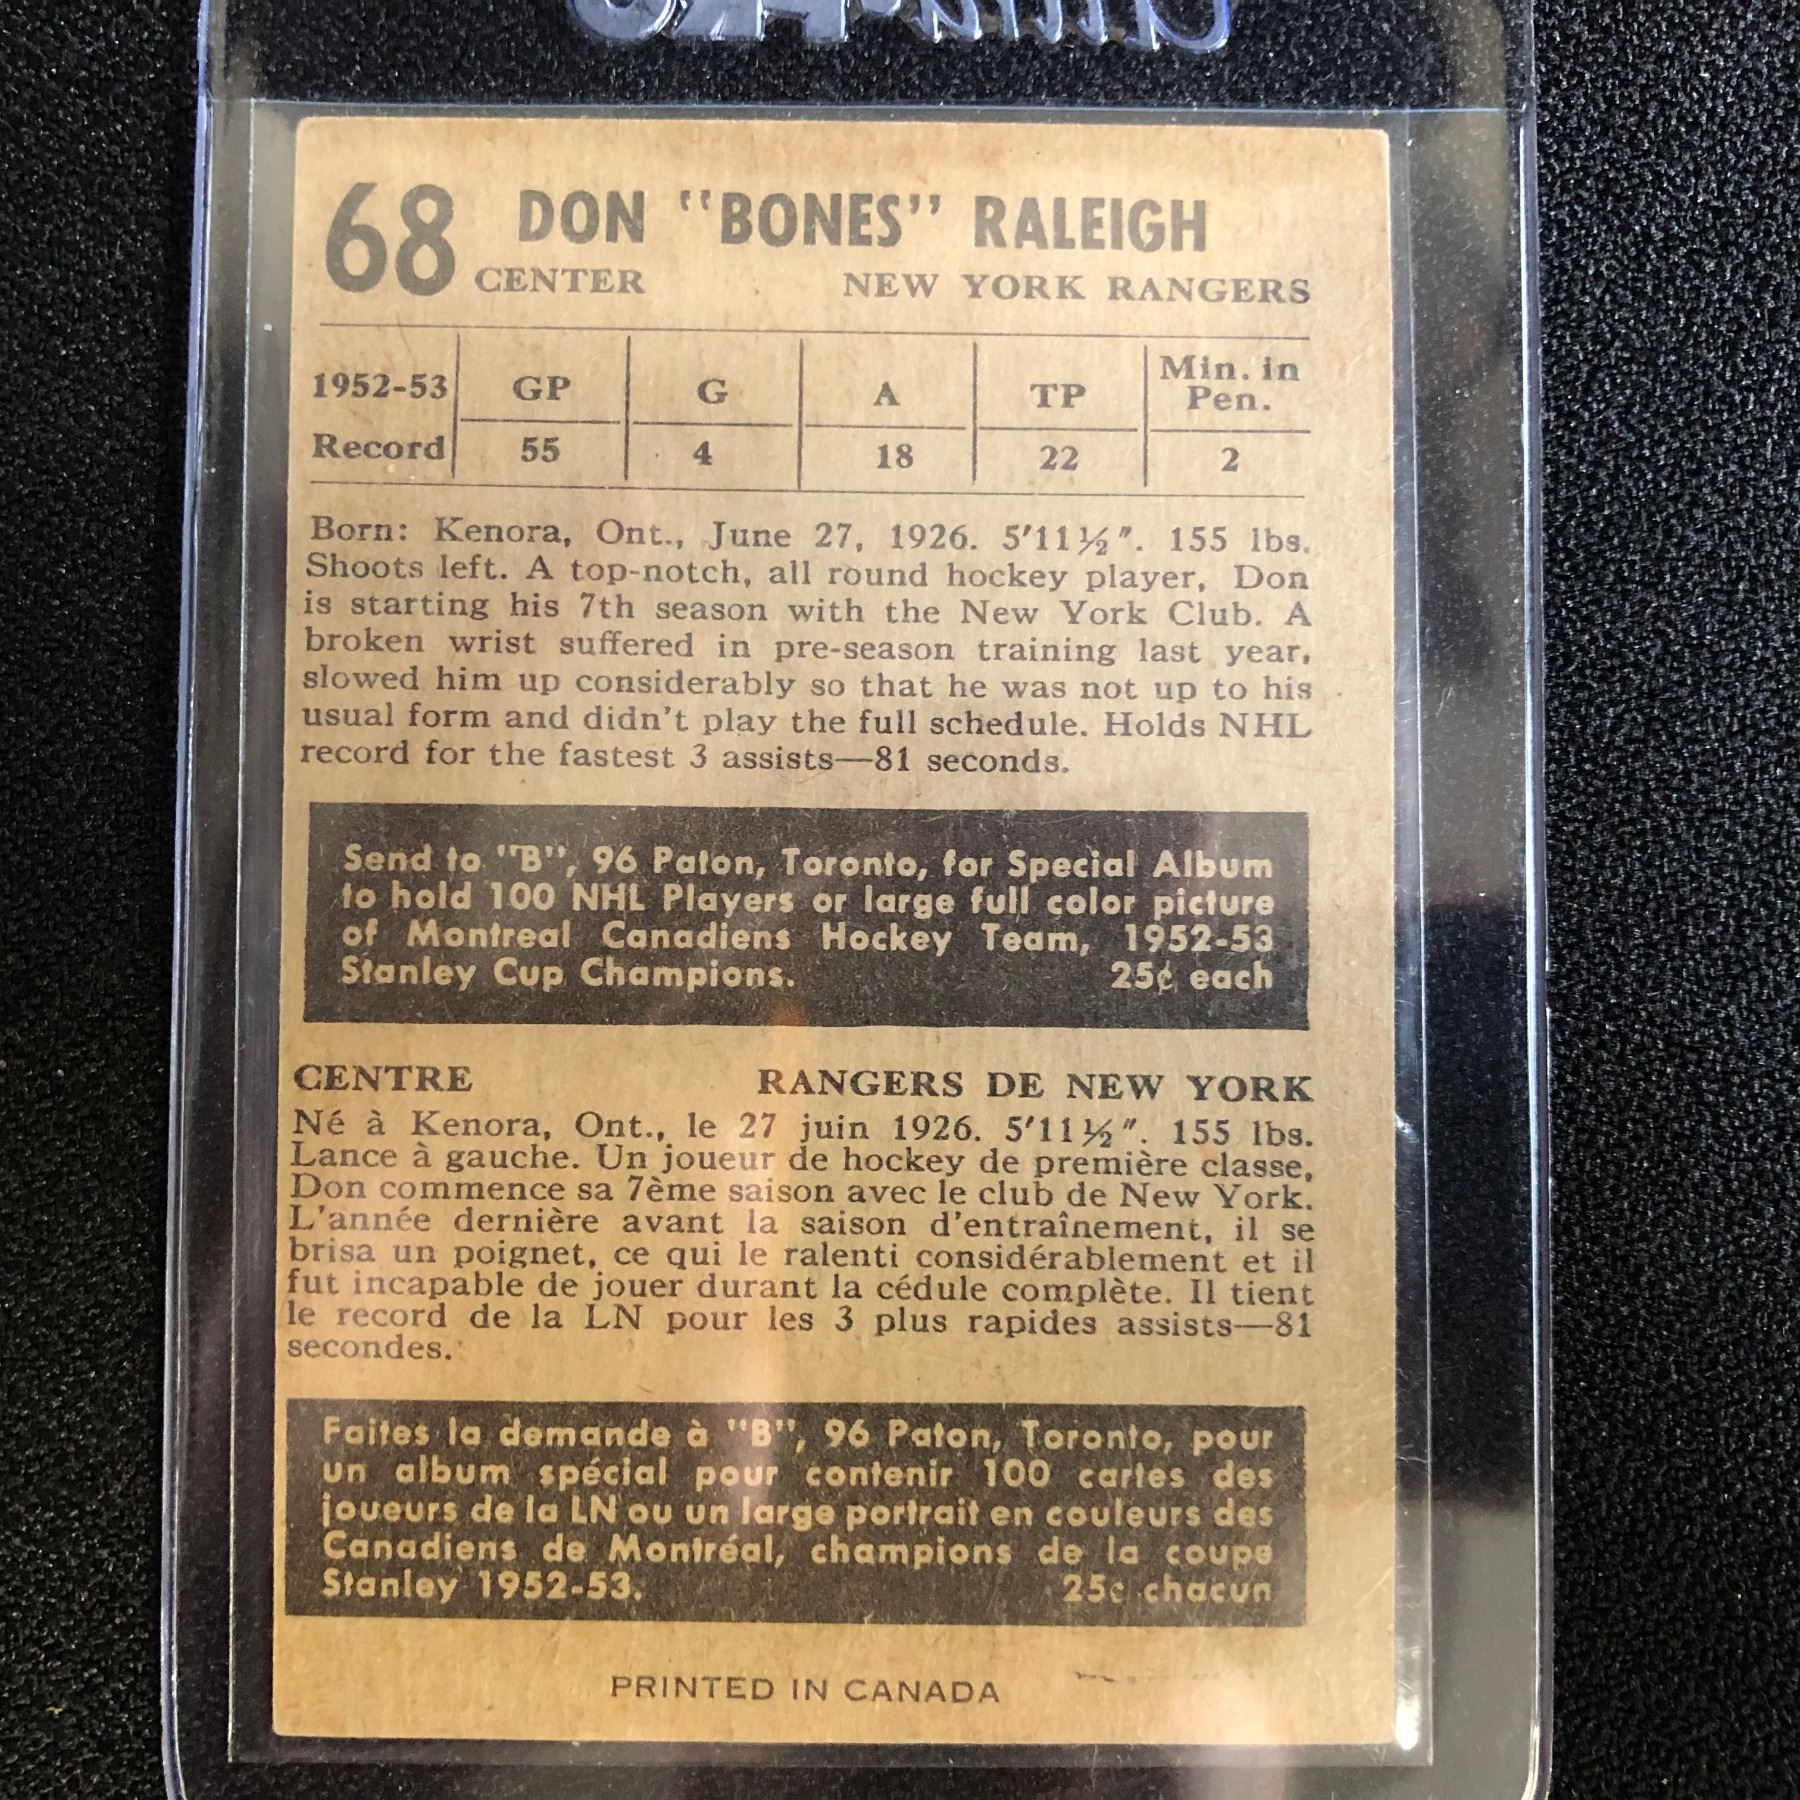 68 DON "BONES" RALEIGH
CENTER NEW YORK RANGERS
1952-53 GP G A TP Min. in Pen.
Record 55 4 18 22 2
Born: Kenora, Ont., June 27, 1926. 5'11½". 155 lbs.
Shoots left. A top-notch, all round hockey player, Don
is starting his 7th season with the New York Club. A
broken wrist suffered in pre-season training last year,
slowed him up considerably so that he was not up to his
usual form and didn't play the full schedule. Holds NHL
record for the fastest 3 assists—81 seconds.
Send to "B", 96 Paton, Toronto, for Special Album
to hold 100 NHL Players or large full color picture
of Montreal Canadiens Hockey Team, 1952-53
Stanley Cup Champions. 25¢ each
CENTRE RANGERS DE NEW YORK
Né à Kenora, Ont., le 27 juin 1926. 5'11½". 155 lbs.
Lance à gauche. Un joueur de hockey de première classe,
Don commence sa 7ème saison avec le club de New York.
L'année dernière avant la saison d'entraînement, il se
brisa un poignet, ce qui le ralenti considérablement et il
fut incapable de jouer durant la cédule complète. Il tient
le record de la LN pour les 3 plus rapides assists—81
secondes.
Faites la demande à "B", 96 Paton, Toronto, pour
un album spécial pour contenir 100 cartes des
joueurs de la LN ou un large portrait en couleurs des
Canadiens de Montréal, champions de la coupe
Stanley 1952-53. 25¢ chacun
PRINTED IN CANADA